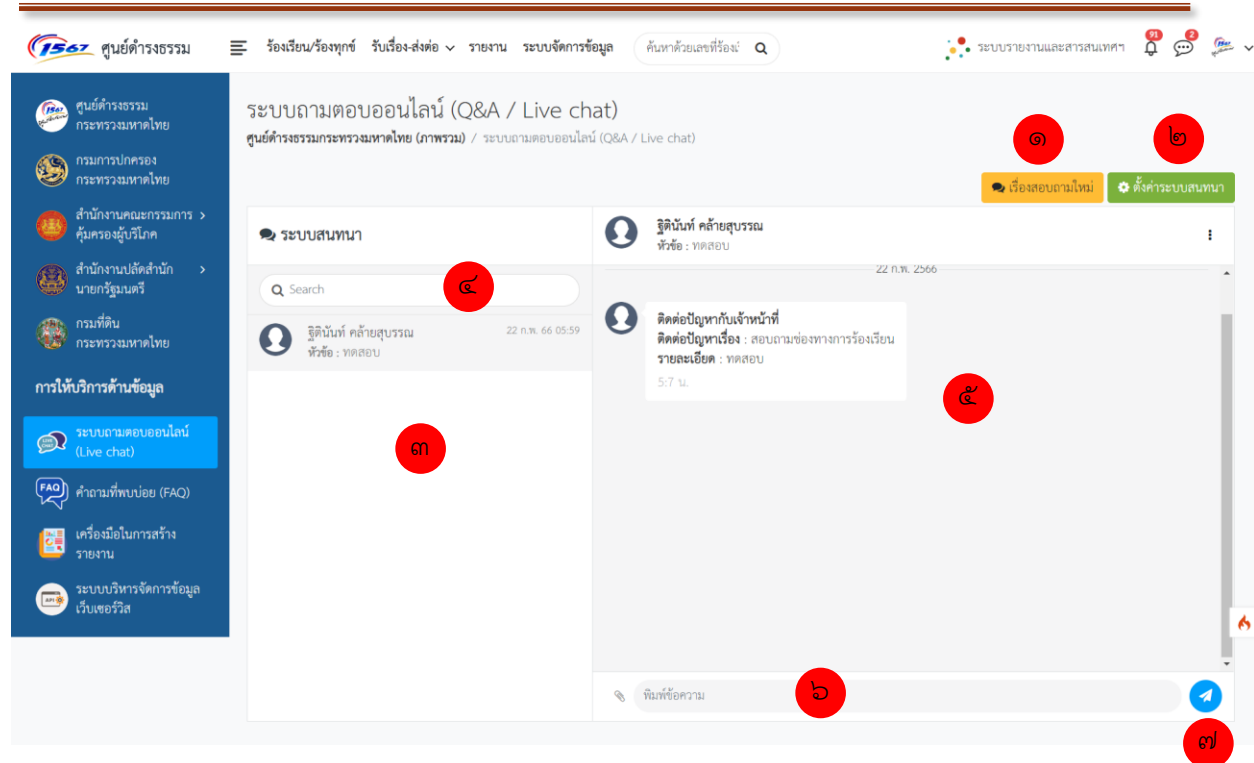 1567 ศูนย์ดำรงธรรม
ร้องเรียน/ร้องทุกข์ รับเรื่อง-ส่งต่อ รายงาน ระบบจัดการข้อมูล
ค้นหาด้วยเลขที่ร้อง
ระบบรายงานและสารสนเทศฯ
91
2
ศูนย์ดำรงธรรม
กระทรวงมหาดไทย
กรมการปกครอง
กระทรวงมหาดไทย
สำนักงานคณะกรรมการ
คุ้มครองผู้บริโภค
สำนักงานปลัดสำนัก
นายกรัฐมนตรี
กรมที่ดิน
กระทรวงมหาดไทย
การให้บริการด้านข้อมูล
ระบบถามตอบออนไลน์
(Live chat)
FAQ คำถามที่พบบ่อย (FAQ)
เครื่องมือในการสร้าง
รายงาน
API ระบบบริหารจัดการข้อมูล
เว็บเซอร์วิส
ระบบถามตอบออนไลน์ (Q&A / Live chat)
ศูนย์ดำรงธรรมกระทรวงมหาดไทย (ภาพรวม) / ระบบถามตอบออนไลน์ (Q&A / Live chat)
๑
๒
เรื่องสอบถามใหม่
ตั้งค่าระบบสนทนา
ระบบสนทนา
Search
๔
ฐิตินันท์ คล้ายสุบรรณ 22 ก.พ. 66 05:59
หัวข้อ : ทดสอบ
๓
ฐิตินันท์ คล้ายสุบรรณ
หัวข้อ : ทดสอบ
22 ก.พ. 2566
ติดต่อปัญหากับเจ้าหน้าที่
ติดต่อปัญหาเรื่อง : สอบถามช่องทางการร้องเรียน
รายละเอียด : ทดสอบ
5:7 น.
๕
พิมพ์ข้อความ
๖
๗